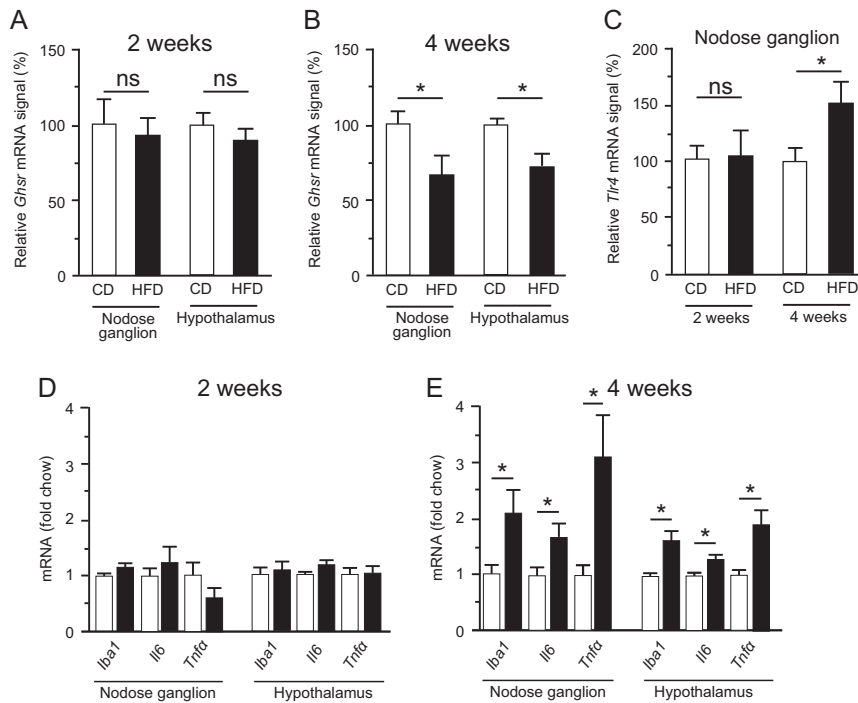 A
2 weeks
Relative Ghsr mRNA signal (%)
150
100
50
0
ns
ns
CD HFD CD HFD
Nodose ganglion
Hypothalamus
B
4 weeks
Relative Ghsr mRNA signal (%)
150
100
50
0
*
*
CD HFD CD HFD
Nodose ganglion
Hypothalamus
C
Nodose ganglion
Relative Tlr4 mRNA signal (%)
200
150
100
50
0
ns
*
CD HFD CD HFD
2 weeks
4 weeks
D
2 weeks
mRNA (fold chow)
4
3
2
1
0
Iba1 Il6 Tnfα Iba1 Il6 Tnfα
Nodose ganglion
Hypothalamus
E
4 weeks
mRNA (fold chow)
4
3
2
1
0
*
*
*
*
*
*
Iba1 Il6 Tnfα Iba1 Il6 Tnfα
Nodose ganglion
Hypothalamus